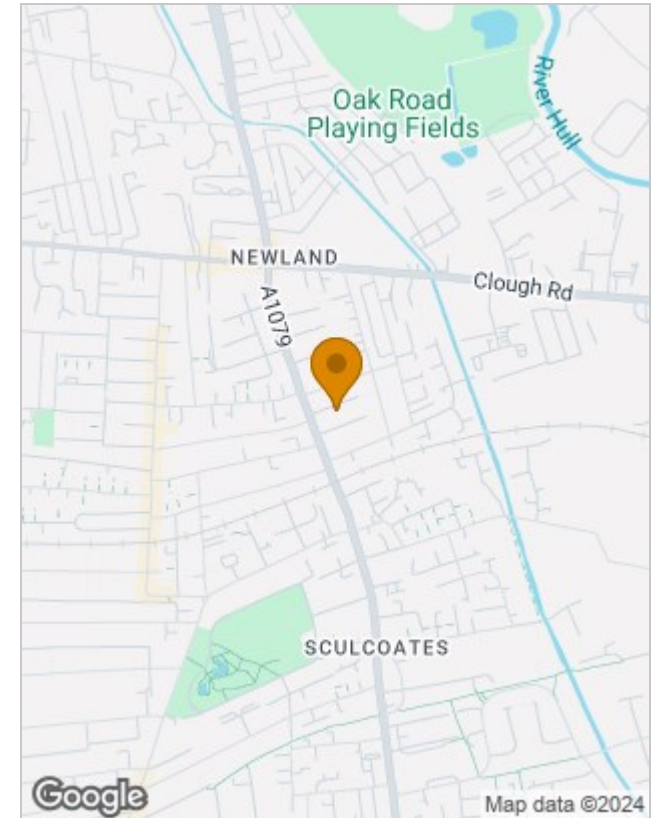 Oak Road
Playing Fields
River Hull
NEWLAND
Clough Rd
A1079
SCULCOATES
Google
Map data ©2024